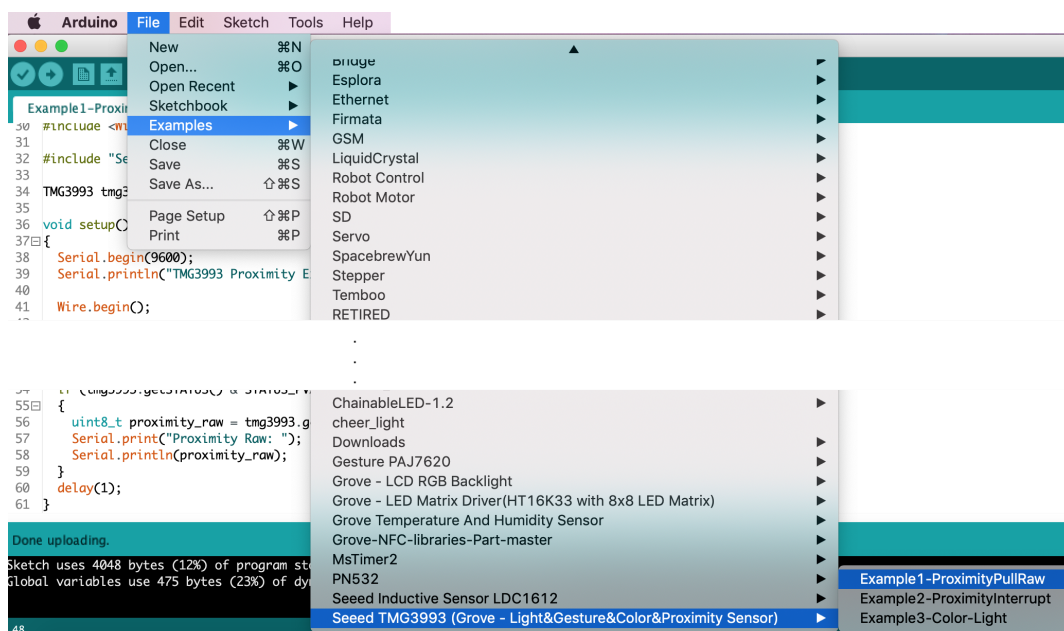 Arduino File Edit Sketch Tools Help
New ⌘N
Open... ⌘O
Open Recent
Sketchbook
Examples
Close ⌘W
Save ⌘S
Save As... ⇧⌘S
Page Setup ⇧⌘P
Print ⌘P
Bridge
Esplora
Ethernet
Firmata
GSM
LiquidCrystal
Robot Control
Robot Motor
SD
Servo
SpacebrewYun
Stepper
Temboo
RETIRED
.
.
.
ChainableLED-1.2
cheer_light
Downloads
Gesture PAJ7620
Grove - LCD RGB Backlight
Grove - LED Matrix Driver(HT16K33 with 8x8 LED Matrix)
Grove Temperature And Humidity Sensor
Grove-NFC-libraries-Part-master
MsTimer2
PN532
Seeed Inductive Sensor LDC1612
Seeed TMG3993 (Grove - Light&Gesture&Color&Proximity Sensor)
Example1-ProximityPullRaw
Example2-ProximityInterrupt
Example3-Color-Light
Example1-Proxi
30 #include <Wi
31
32 #include "Se
33
34 TMG3993 tmg3
35
36 void setup()
37 {
38 Serial.begin(9600);
39 Serial.println("TMG3993 Proximity E
40
41 Wire.begin();
54 if (tmg3993.getSTATUS() & STATUS_PV
55 {
56 uint8_t proximity_raw = tmg3993.g
57 Serial.print("Proximity Raw: ");
58 Serial.println(proximity_raw);
59 }
60 delay(1);
61 }
Done uploading.
Sketch uses 4048 bytes (12%) of program sto
Global variables use 475 bytes (23%) of dy
48